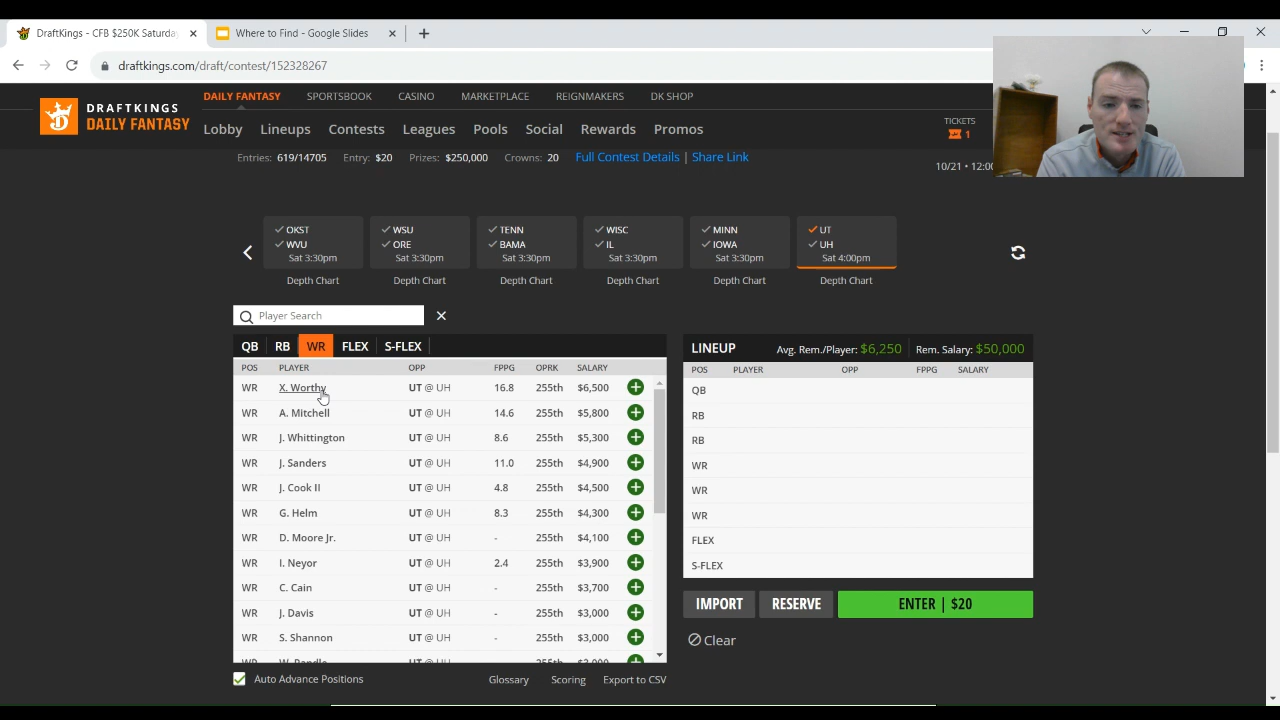 DraftKings - CFB $250K Saturda
Where to Find - Google Slides
draftkings.com/draft/contest/152328267
DRAFTKINGS
DAILY FANTASY
DAILY FANTASY SPORTSBOOK CASINO MARKETPLACE REIGNMAKERS DK SHOP
Lobby Lineups Contests Leagues Pools Social Rewards Promos
TICKETS
1
Entries: 619/14705 Entry: $20 Prizes: $250,000 Crowns: 20 Full Contest Details | Share Link
10/21 • 12:00
OKST WSU TENN WISC MINN UT
WVU ORE BAMA IL IOWA UH
Sat 3:30pm Sat 3:30pm Sat 3:30pm Sat 3:30pm Sat 3:30pm Sat 4:00pm
Depth Chart Depth Chart Depth Chart Depth Chart Depth Chart Depth Chart
Player Search
QB RB WR FLEX S-FLEX
POS PLAYER OPP FPPG OPRK SALARY
WR X. Worthy UT @ UH 16.8 255th $6,500
WR A. Mitchell UT @ UH 14.6 255th $5,800
WR J. Whittington UT @ UH 8.6 255th $5,300
WR J. Sanders UT @ UH 11.0 255th $4,900
WR J. Cook II UT @ UH 4.8 255th $4,500
WR G. Helm UT @ UH 8.3 255th $4,300
WR D. Moore Jr. UT @ UH - 255th $4,100
WR I. Neyor UT @ UH 2.4 255th $3,900
WR C. Cain UT @ UH - 255th $3,700
WR J. Davis UT @ UH - 255th $3,000
WR S. Shannon UT @ UH - 255th $3,000
Auto Advance Positions
Glossary Scoring Export to CSV
LINEUP Avg. Rem./Player: $6,250 Rem. Salary: $50,000
POS PLAYER OPP FPPG SALARY
QB
RB
RB
WR
WR
WR
FLEX
S-FLEX
IMPORT RESERVE ENTER | $20
Clear